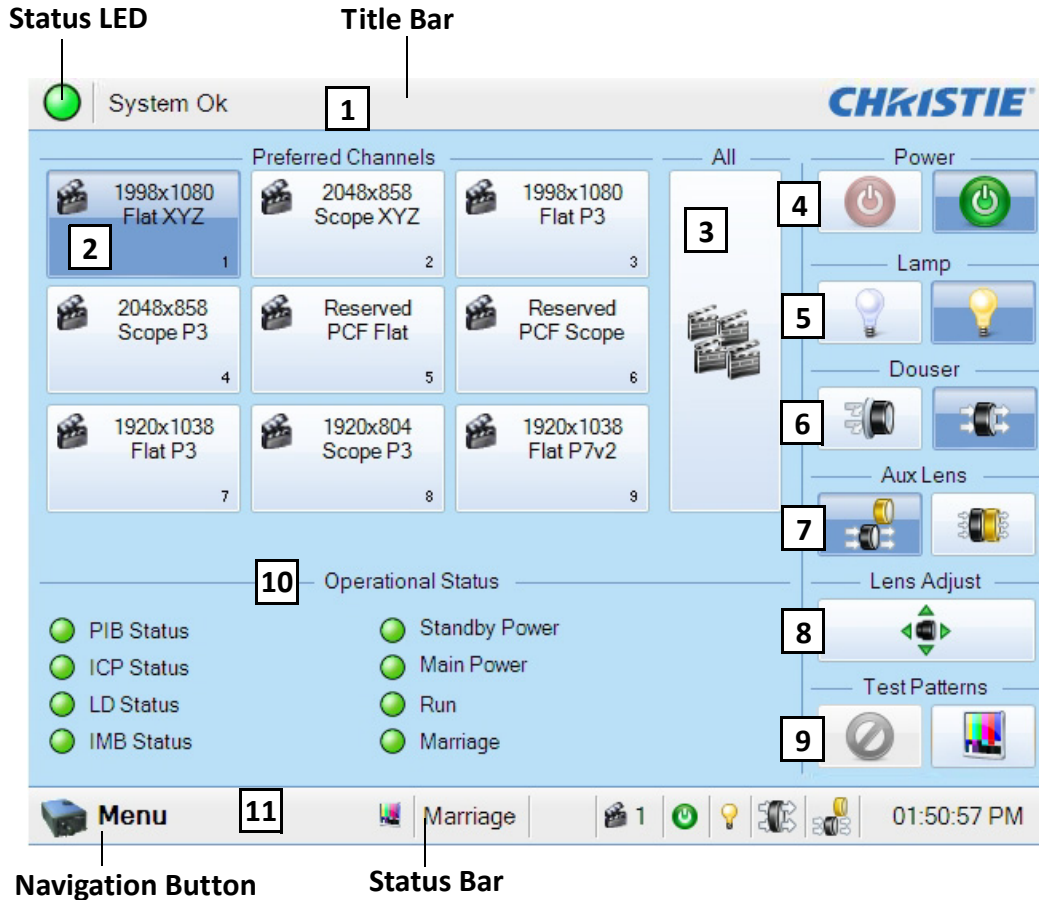 Status LED
Title Bar
System Ok
1
CHRISTIE
Preferred Channels
All
Power
1998x1080
Flat XYZ
2
1
2048x858
Scope XYZ
2
1998x1080
Flat P3
3
3
4
Lamp
2048x858
Scope P3
4
Reserved
PCF Flat
5
Reserved
PCF Scope
6
5
Douser
1920x1038
Flat P3
7
1920x804
Scope P3
8
1920x1038
Flat P7v2
9
6
Aux Lens
7
10
Operational Status
Lens Adjust
PIB Status
Standby Power
8
ICP Status
Main Power
LD Status
Run
Test Patterns
IMB Status
Marriage
9
Menu
11
Marriage
1
01:50:57 PM
Navigation Button
Status Bar